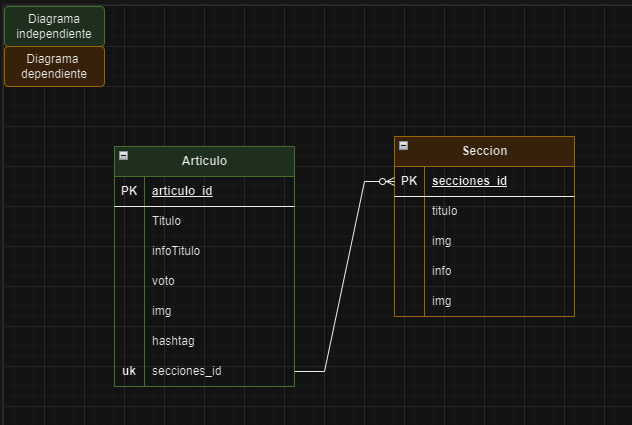 Diagrama
independiente
Diagrama
dependiente
Articulo
PK articulo_id
Titulo
infoTitulo
voto
img
hashtag
uk secciones_id
Seccion
PK secciones_id
titulo
img
info
img